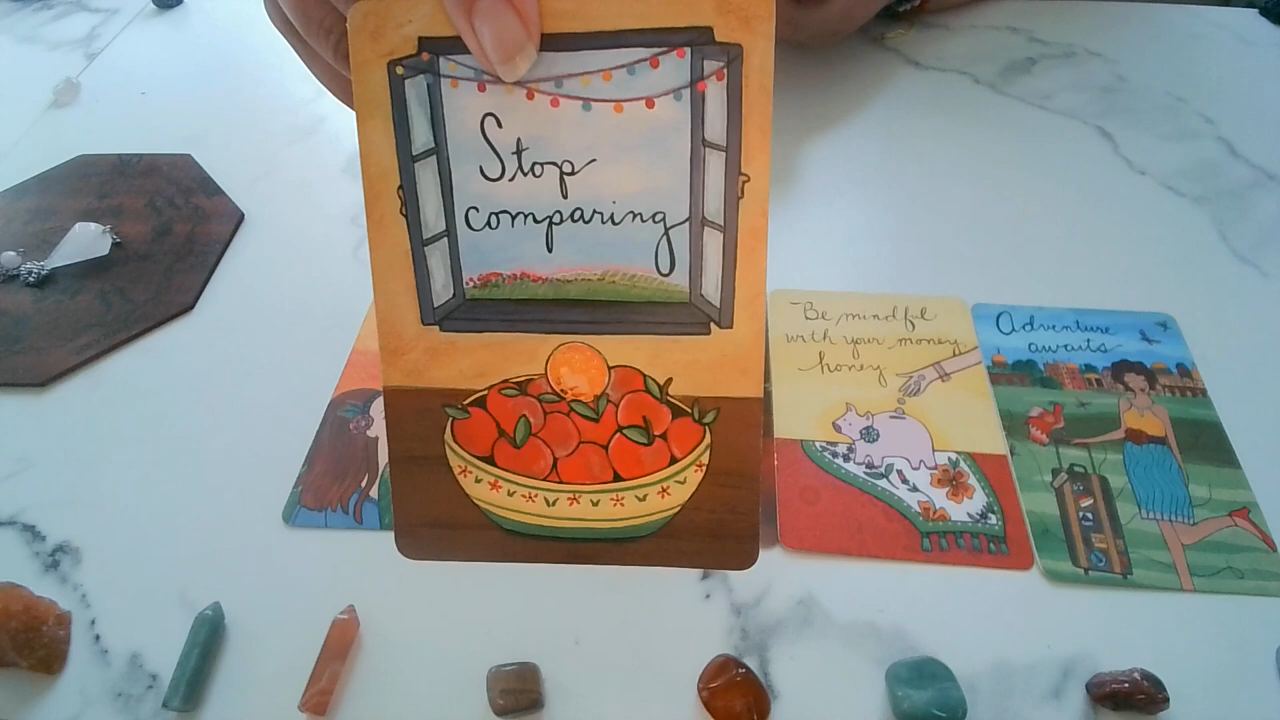 Stop
comparing
Be mindful
with your money,
honey
Adventure
awaits